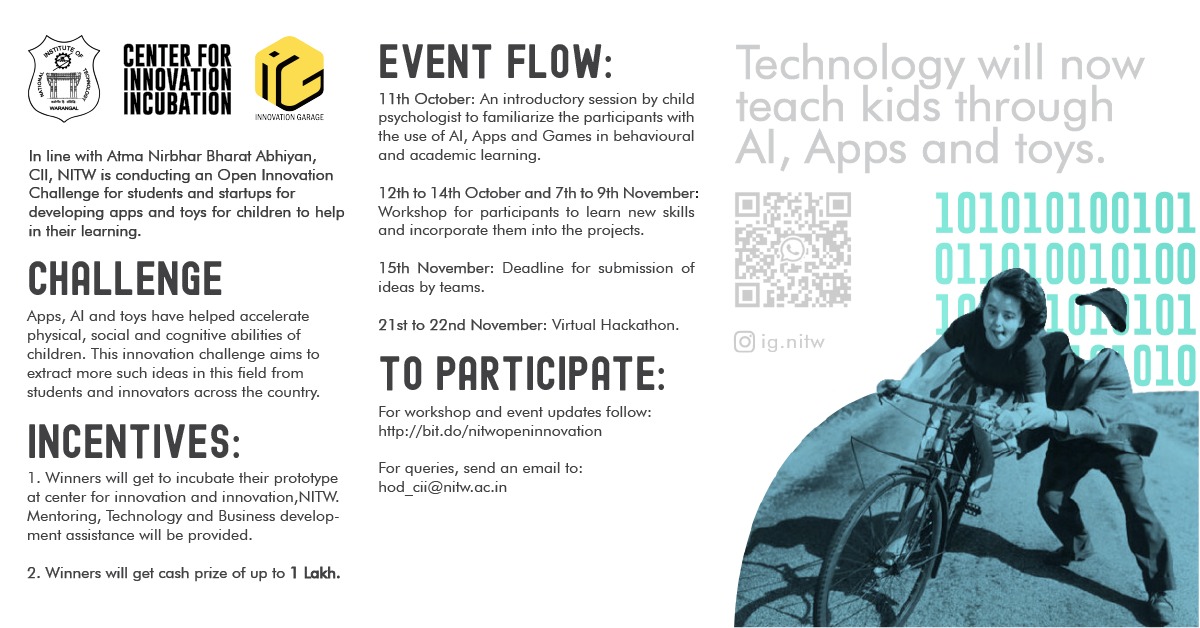 INSTITUTE OF
NATIONAL
TECHNOLOGY
WARANGAL
CENTER FOR
INNOVATION
INCUBATION
iG
INNOVATION GARAGE
In line with Atma Nirbhar Bharat Abhiyan,
CII, NITW is conducting an Open Innovation
Challenge for students and startups for
developing apps and toys for children to help
in their learning.
CHALLENGE
Apps, AI and toys have helped accelerate
physical, social and cognitive abilities of
children. This innovation challenge aims to
extract more such ideas in this field from
students and innovators across the country.
INCENTIVES:
1. Winners will get to incubate their prototype
at center for innovation and innovation,NITW.
Mentoring, Technology and Business develop-
ment assistance will be provided.
2. Winners will get cash prize of up to 1 Lakh.
EVENT FLOW:
11th October: An introductory session by child
psychologist to familiarize the participants with
the use of AI, Apps and Games in behavioural
and academic learning.
12th to 14th October and 7th to 9th November:
Workshop for participants to learn new skills
and incorporate them into the projects.
15th November: Deadline for submission of
ideas by teams.
21st to 22nd November: Virtual Hackathon.
TO PARTICIPATE:
For workshop and event updates follow:
http://bit.do/nitwopeninnovation
For queries, send an email to:
hod_cii@nitw.ac.in
Technology will now
teach kids through
AI, Apps and toys.
ig.nitw
101010100101
011010010100
101
010